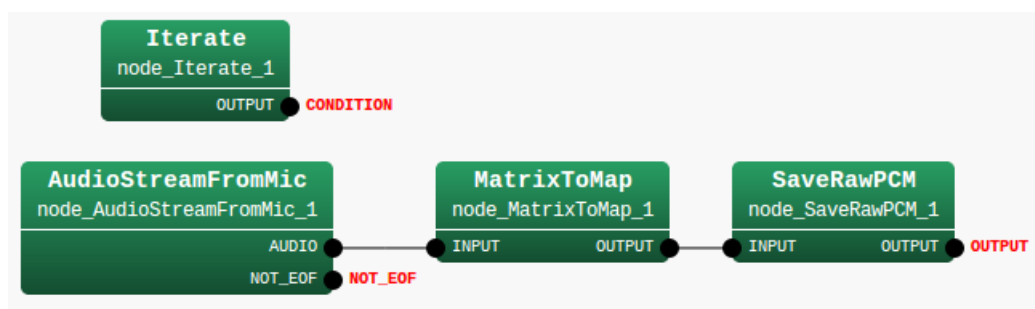 Iterate
node_Iterate_1
OUTPUT CONDITION
AudioStreamFromMic
node_AudioStreamFromMic_1
AUDIO
NOT_EOF NOT_EOF
MatrixToMap
node_MatrixToMap_1
INPUT OUTPUT
SaveRawPCM
node_SaveRawPCM_1
INPUT OUTPUT OUTPUT